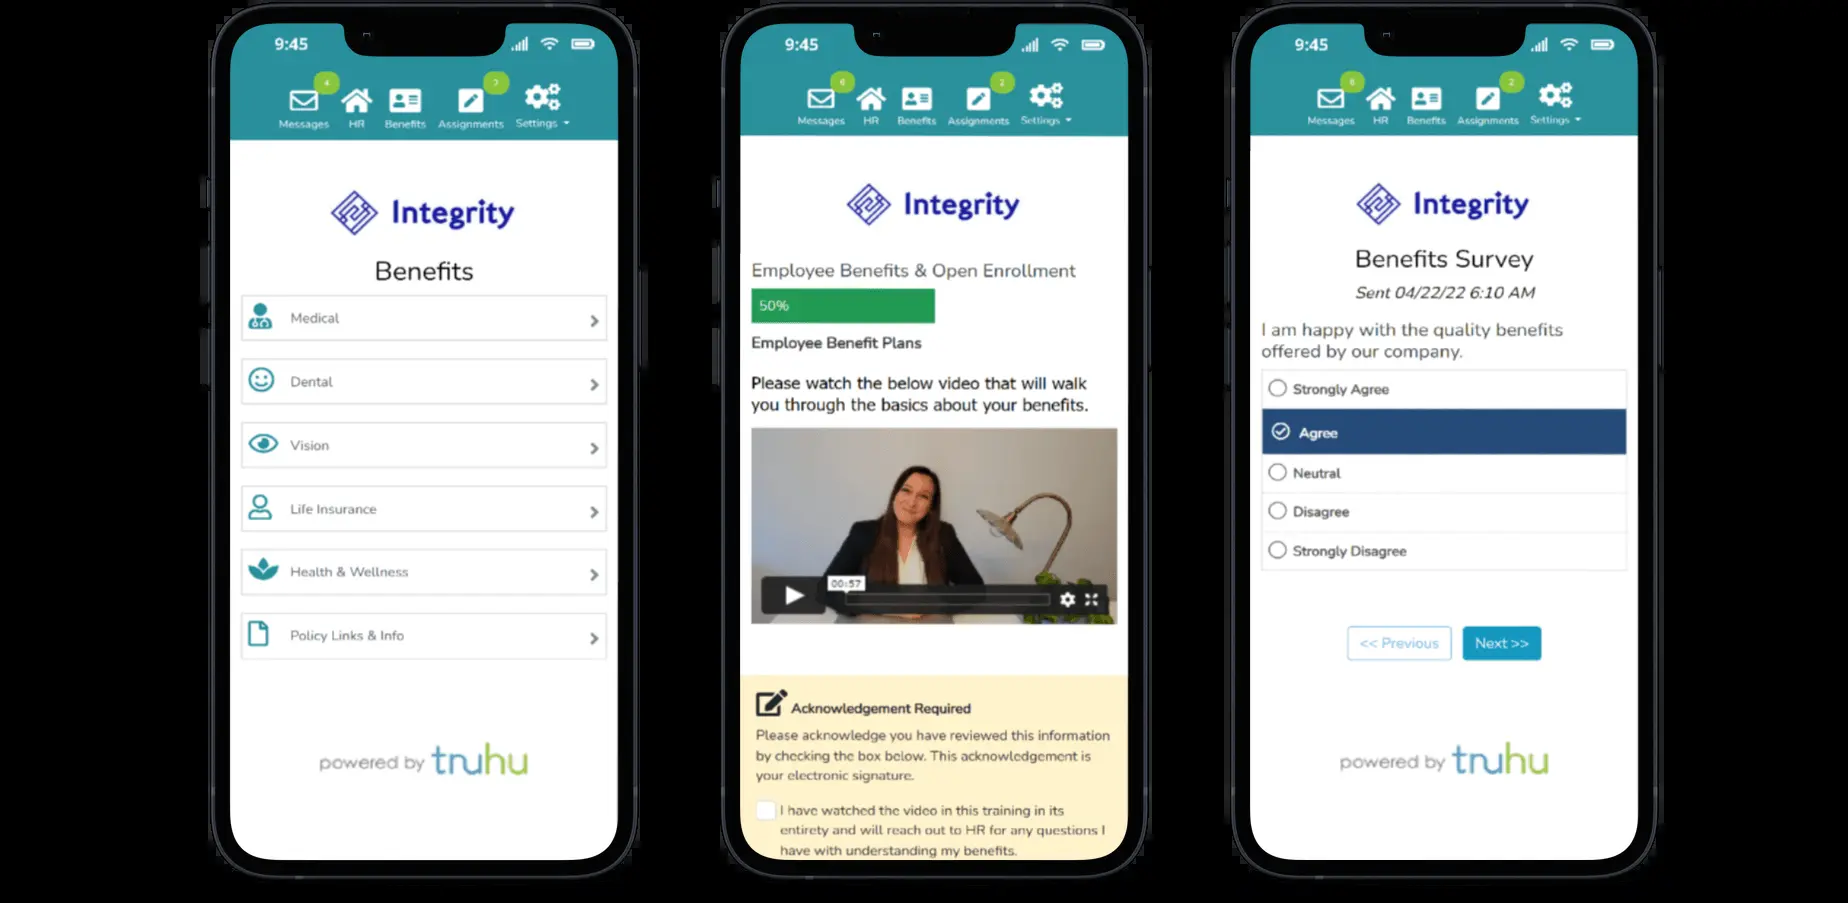 9:45
4
3
Messages HR Benefits Assignments Settings
Integrity
Benefits
Medical
Dental
Vision
Life Insurance
Health & Wellness
Policy Links & Info
powered by truhu
9:45
6
2
Messages HR Benefits Assignments Settings
Integrity
Employee Benefits & Open Enrollment
50%
Employee Benefit Plans
Please watch the below video that will walk
you through the basics about your benefits.
00:57
Acknowledgement Required
Please acknowledge you have reviewed this information
by checking the box below. This acknowledgement is
your electronic signature.
I have watched the video in this training in its
entirety and will reach out to HR for any questions I
have with understanding my benefits.
9:45
6
2
Messages HR Benefits Assignments Settings
Integrity
Benefits Survey
Sent 04/22/22 6:10 AM
I am happy with the quality benefits
offered by our company.
Strongly Agree
Agree
Neutral
Disagree
Strongly Disagree
<< Previous Next >>
powered by truhu